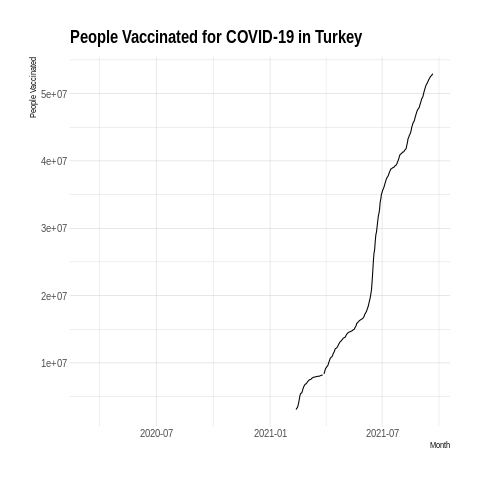 People Vaccinated for COVID-19 in Turkey
People Vaccinated
5e+07
4e+07
3e+07
2e+07
1e+07
2020-07 2021-01 2021-07
Month